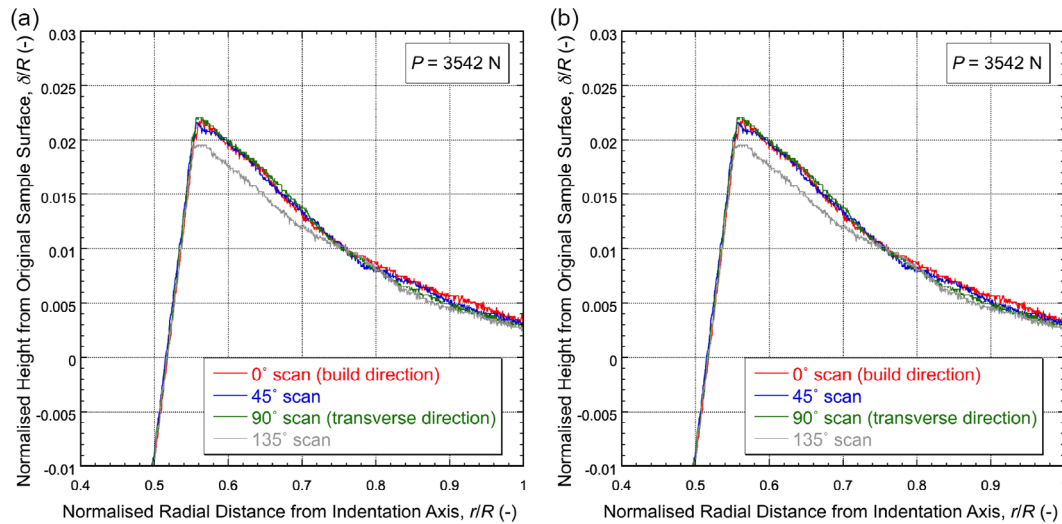 (a)
Normalised Height from Original Sample Surface, δ/R (-)
0.03
0.025
0.02
0.015
0.01
0.005
0
-0.005
-0.01
P = 3542 N
0˚ scan (build direction)
45˚ scan
90˚ scan (transverse direction)
135˚ scan
0.4 0.5 0.6 0.7 0.8 0.9 1
Normalised Radial Distance from Indentation Axis, r/R (-)
(b)
Normalised Height from Original Sample Surface, δ/R (-)
0.03
0.025
0.02
0.015
0.01
0.005
0
-0.005
-0.01
P = 3542 N
0˚ scan (build direction)
45˚ scan
90˚ scan (transverse direction)
135˚ scan
0.4 0.5 0.6 0.7 0.8 0.9 1
Normalised Radial Distance from Indentation Axis, r/R (-)